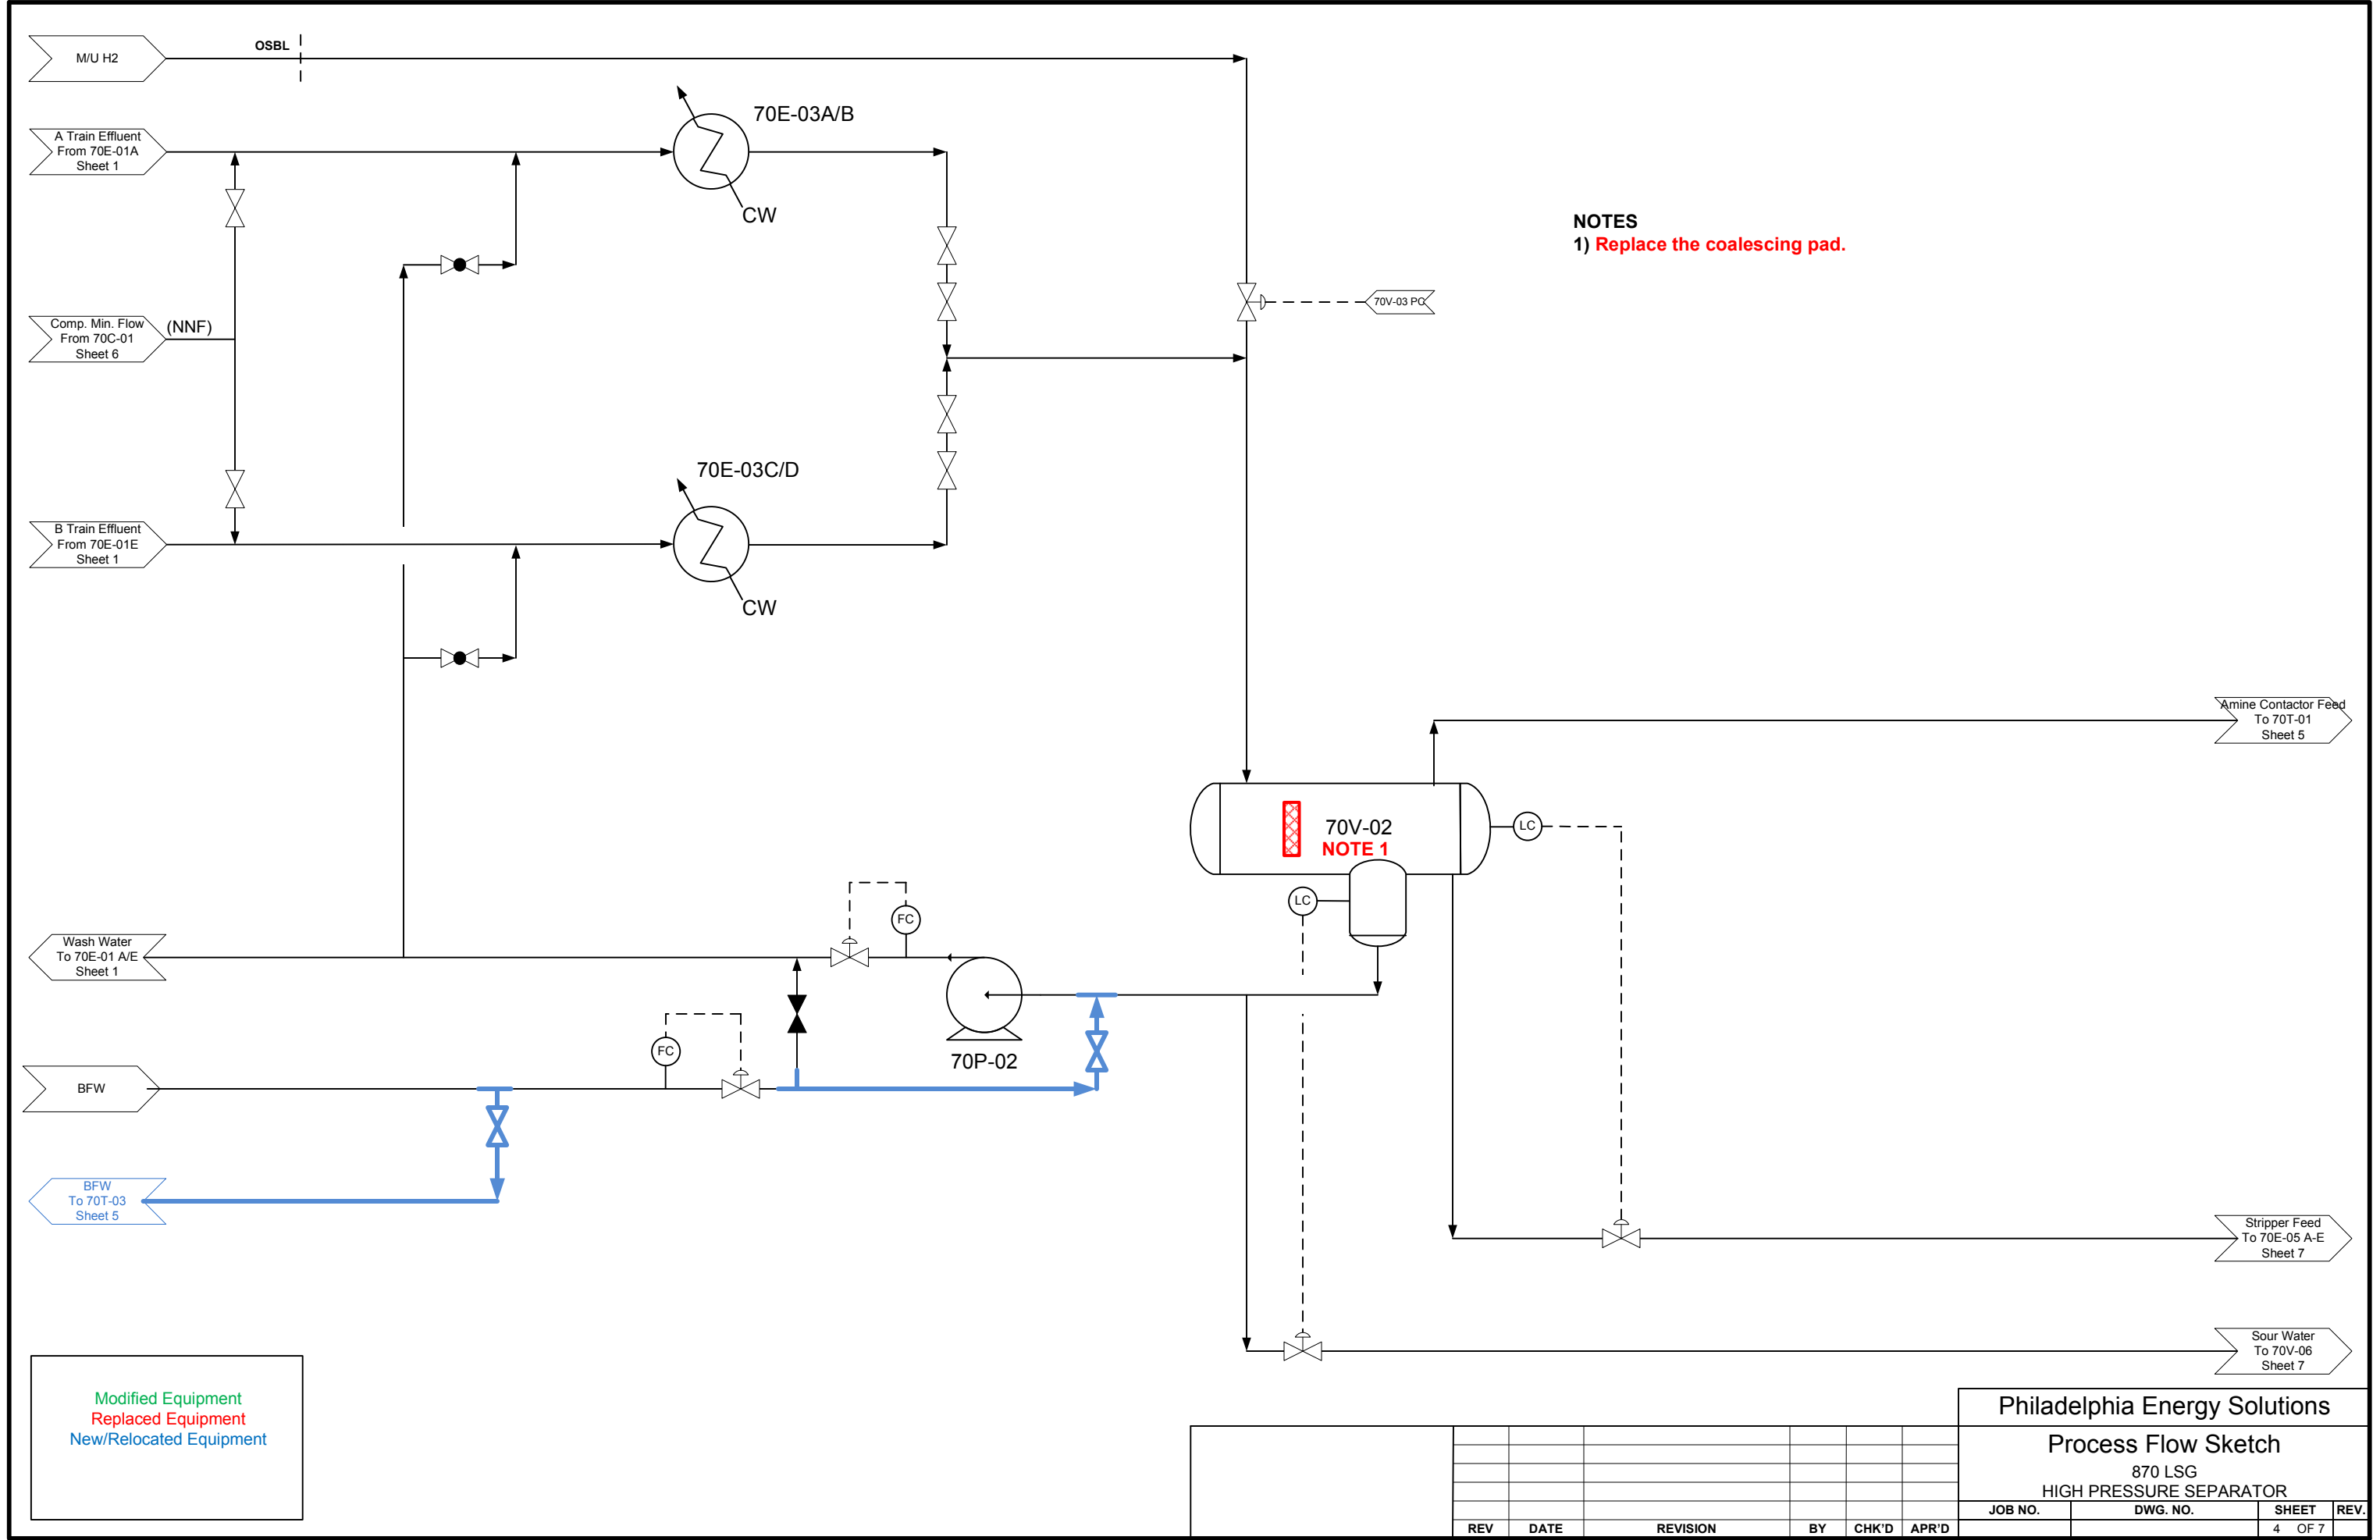 OSBL
M/U H2
70E-03A/B
A Train Effluent
From 70E-01A
Sheet 1
CW
NOTES
1) Replace the coalescing pad.
70V-03 PC
Comp. Min. Flow
From 70C-01
Sheet 6
(NNF)
70E-03C/D
B Train Effluent
From 70E-01E
Sheet 1
CW
Amine Contactor Feed
To 70T-01
Sheet 5
70V-02
NOTE 1
LC
LC
FC
Wash Water
To 70E-01 A/E
Sheet 1
FC
70P-02
BFW
BFW
To 70T-03
Sheet 5
Stripper Feed
To 70E-05 A-E
Sheet 7
Sour Water
To 70V-06
Sheet 7
Modified Equipment
Replaced Equipment
New/Relocated Equipment
Philadelphia Energy Solutions
Process Flow Sketch
870 LSG
HIGH PRESSURE SEPARATOR
JOB NO. DWG. NO. SHEET REV.
REV DATE REVISION BY CHK'D APR'D 4 OF 7